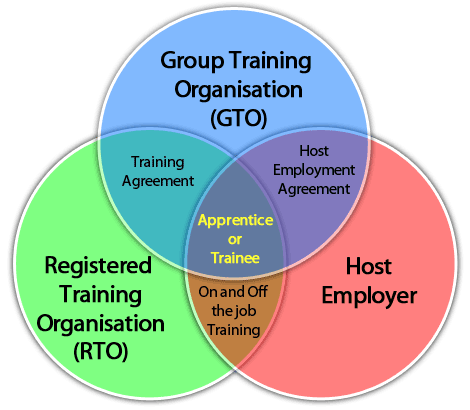 Group Training
Organisation
(GTO)
Training
Agreement
Host
Employment
Agreement
Apprentice
or
Trainee
Registered
Training
Organisation
(RTO)
On and Off
the job
Training
Host
Employer